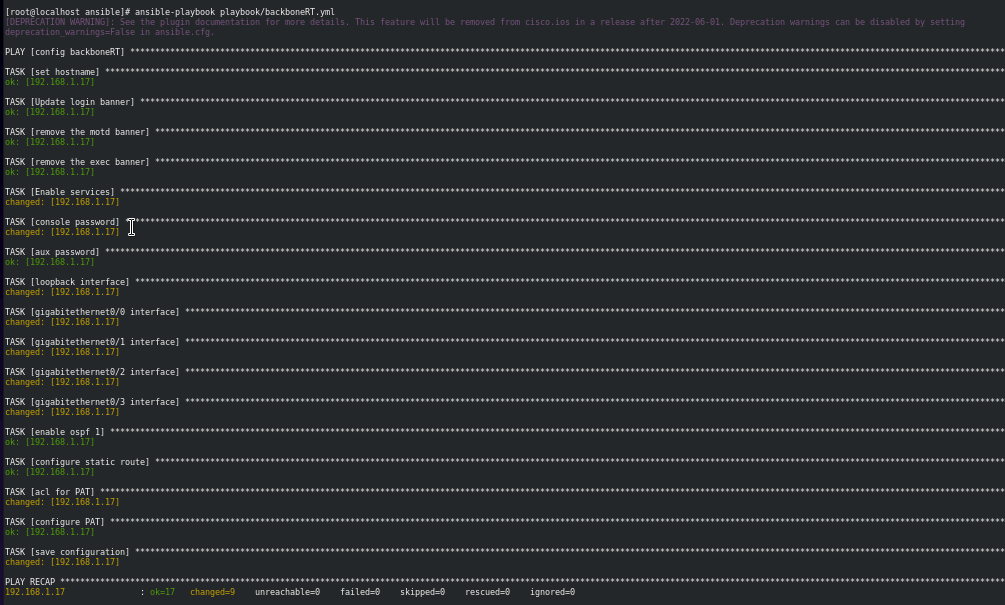 [root@localhost ansible]# ansible-playbook playbook/backboneRT.yml
[DEPRECATION WARNING]: See the plugin documentation for more details. This feature will be removed from cisco.ios in a release after 2022-06-01. Deprecation warnings can be disabled by setting
deprecation_warnings=False in ansible.cfg.
PLAY [config backboneRT] ********************************************************************************************************************************************************************************
TASK [set hostname] *************************************************************************************************************************************************************************************
ok: [192.168.1.17]
TASK [Update login banner] ******************************************************************************************************************************************************************************
ok: [192.168.1.17]
TASK [remove the motd banner] ***************************************************************************************************************************************************************************
ok: [192.168.1.17]
TASK [remove the exec banner] ***************************************************************************************************************************************************************************
ok: [192.168.1.17]
TASK [Enable services] **********************************************************************************************************************************************************************************
changed: [192.168.1.17]
TASK [console password] *********************************************************************************************************************************************************************************
changed: [192.168.1.17]
TASK [aux password] *************************************************************************************************************************************************************************************
ok: [192.168.1.17]
TASK [loopback interface] *******************************************************************************************************************************************************************************
changed: [192.168.1.17]
TASK [gigabitethernet0/0 interface] *********************************************************************************************************************************************************************
changed: [192.168.1.17]
TASK [gigabitethernet0/1 interface] *********************************************************************************************************************************************************************
changed: [192.168.1.17]
TASK [gigabitethernet0/2 interface] *********************************************************************************************************************************************************************
changed: [192.168.1.17]
TASK [gigabitethernet0/3 interface] *********************************************************************************************************************************************************************
changed: [192.168.1.17]
TASK [enable ospf 1] ************************************************************************************************************************************************************************************
ok: [192.168.1.17]
TASK [configure static route] ***************************************************************************************************************************************************************************
ok: [192.168.1.17]
TASK [acl for PAT] **************************************************************************************************************************************************************************************
changed: [192.168.1.17]
TASK [configure PAT] ************************************************************************************************************************************************************************************
ok: [192.168.1.17]
TASK [save configuration] *******************************************************************************************************************************************************************************
changed: [192.168.1.17]
PLAY RECAP **********************************************************************************************************************************************************************************************
192.168.1.17 : ok=17 changed=9 unreachable=0 failed=0 skipped=0 rescued=0 ignored=0